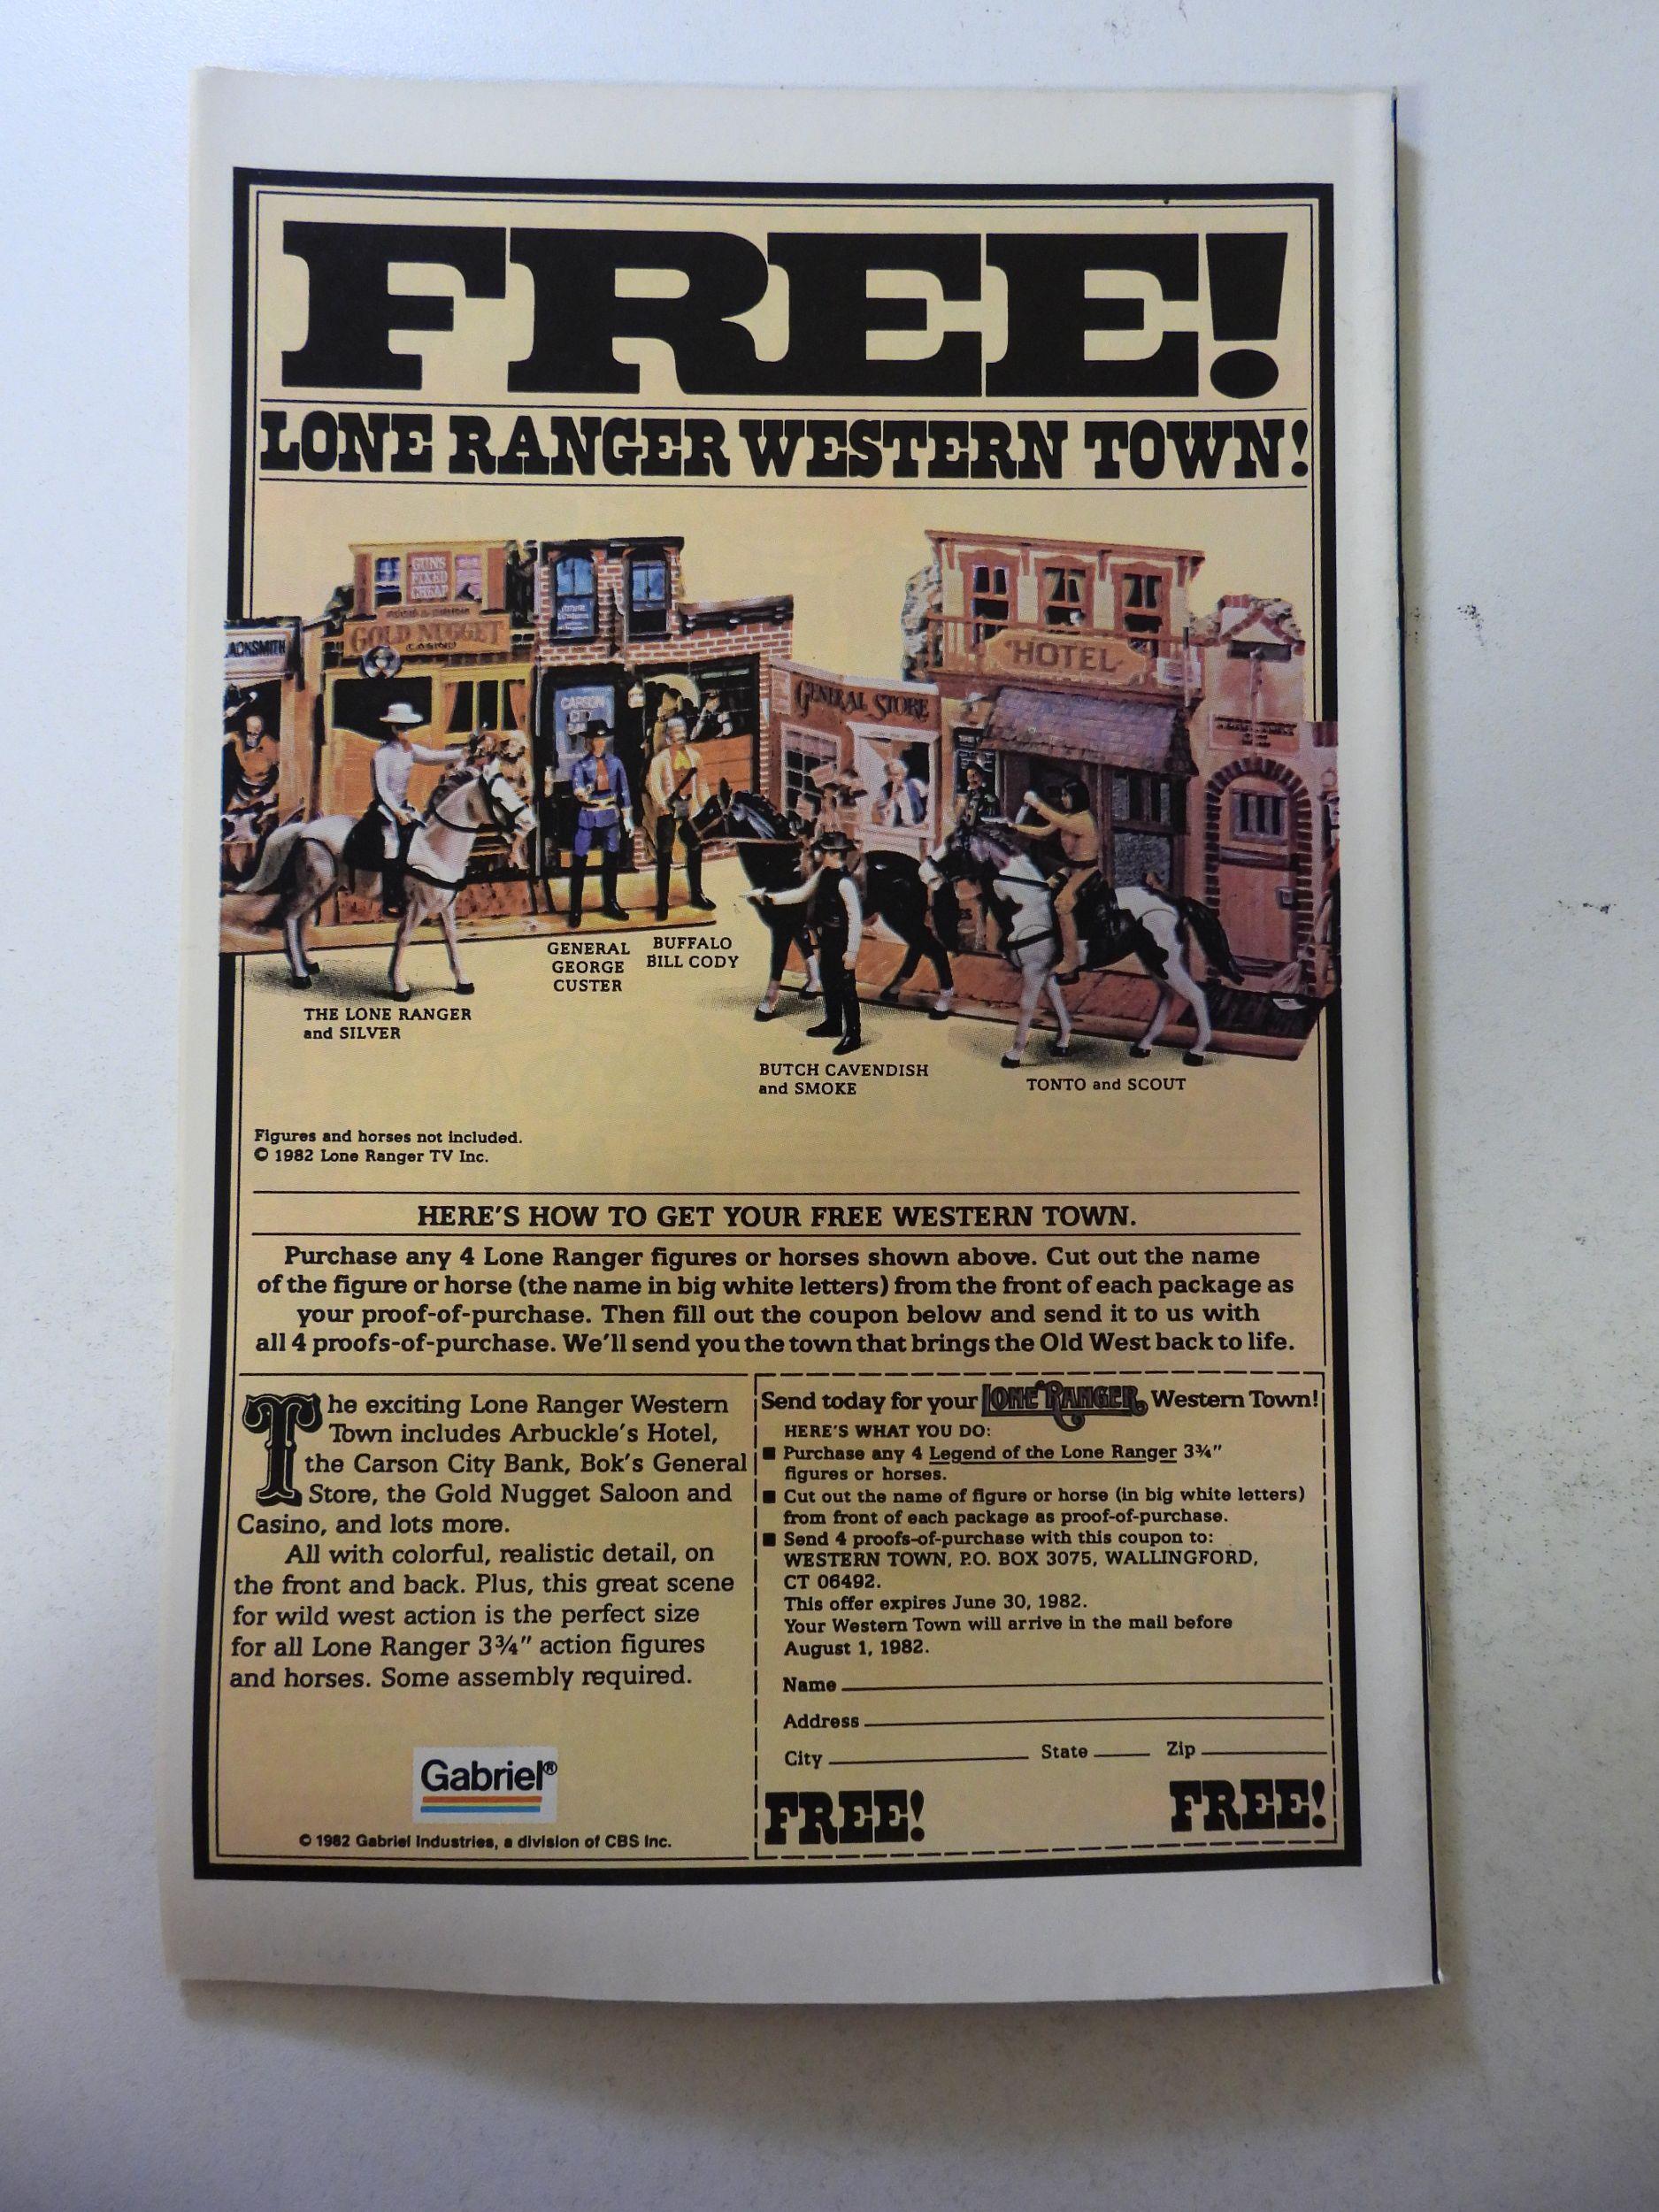 FREE!
LONE RANGER WESTERN TOWN!
GUNS
FIXED
CHEAP
GOLD NUGGET
CASINO
ACKSMITH
CARSON
CITY
HOTEL
GENERAL STORE
GENERAL
GEORGE
CUSTER
BUFFALO
BILL CODY
THE LONE RANGER
and SILVER
BUTCH CAVENDISH
and SMOKE
TONTO and SCOUT
Figures and horses not included.
© 1982 Lone Ranger TV Inc.
HERE'S HOW TO GET YOUR FREE WESTERN TOWN.
Purchase any 4 Lone Ranger figures or horses shown above. Cut out the name
of the figure or horse (the name in big white letters) from the front of each package as
your proof-of-purchase. Then fill out the coupon below and send it to us with
all 4 proofs-of-purchase. We'll send you the town that brings the Old West back to life.
The exciting Lone Ranger Western
Town includes Arbuckle's Hotel,
the Carson City Bank, Bok's General
Store, the Gold Nugget Saloon and
Casino, and lots more.
All with colorful, realistic detail, on
the front and back. Plus, this great scene
for wild west action is the perfect size
for all Lone Ranger 3¾" action figures
and horses. Some assembly required.
Gabriel®
© 1982 Gabriel Industries, a division of CBS Inc.
Send today for your LONE RANGER Western Town!
HERE'S WHAT YOU DO:
■ Purchase any 4 Legend of the Lone Ranger 3¾"
figures or horses.
■ Cut out the name of figure or horse (in big white letters)
from front of each package as proof-of-purchase.
■ Send 4 proofs-of-purchase with this coupon to:
WESTERN TOWN, P.O. BOX 3075, WALLINGFORD,
CT 06492.
This offer expires June 30, 1982.
Your Western Town will arrive in the mail before
August 1, 1982.
Name
Address
City State Zip
FREE! FREE!